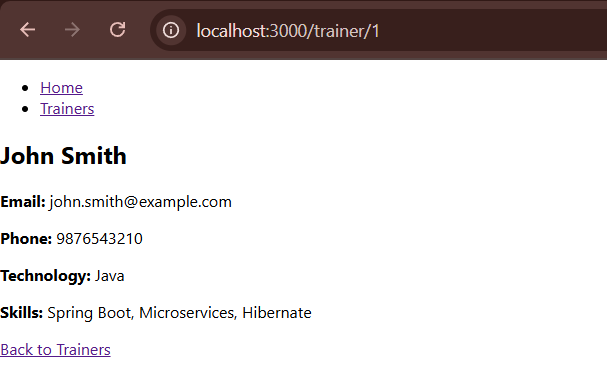 localhost:3000/trainer/1
Home
Trainers
John Smith
Email: john.smith@example.com
Phone: 9876543210
Technology: Java
Skills: Spring Boot, Microservices, Hibernate
Back to Trainers